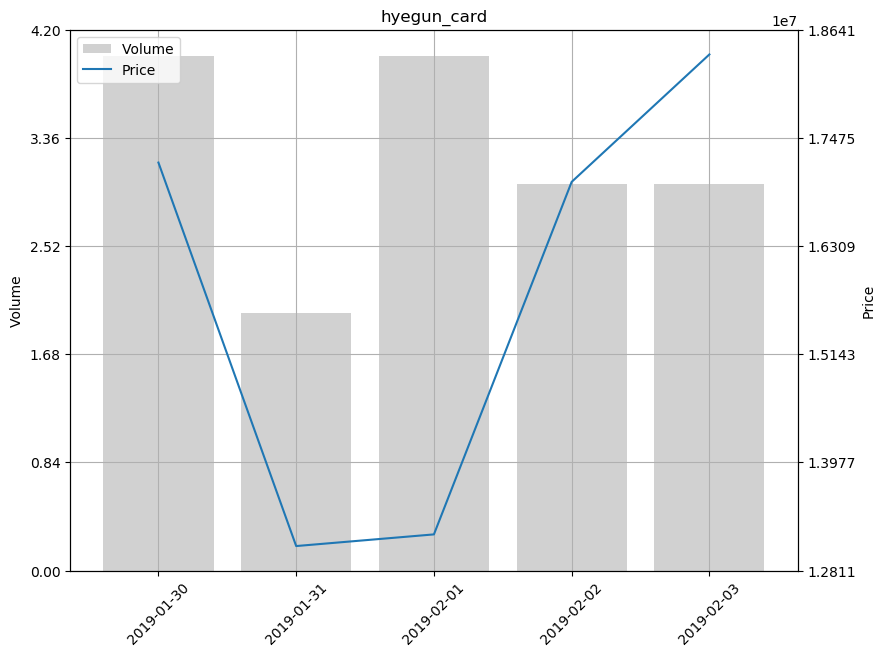 hyegun_card
1e7
4.20
3.36
2.52
1.68
0.84
0.00
Volume
Volume
Price
1.8641
1.7475
1.6309
1.5143
1.3977
1.2811
Price
2019-01-30
2019-01-31
2019-02-01
2019-02-02
2019-02-03